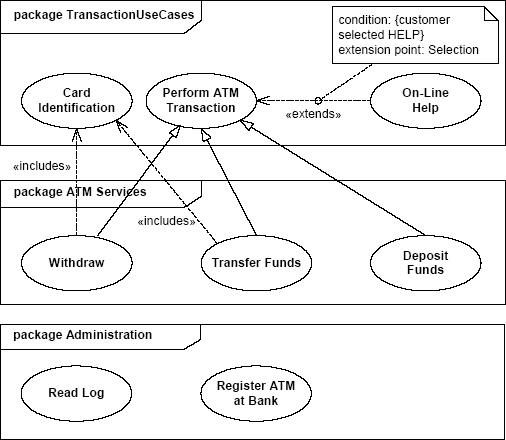 package TransactionUseCases
condition: {customer
selected HELP}
extension point: Selection
Card
Identification
Perform ATM
Transaction
On-Line
Help
«extends»
«includes»
package ATM Services
«includes»
Withdraw
Transfer Funds
Deposit
Funds
package Administration
Read Log
Register ATM
at Bank